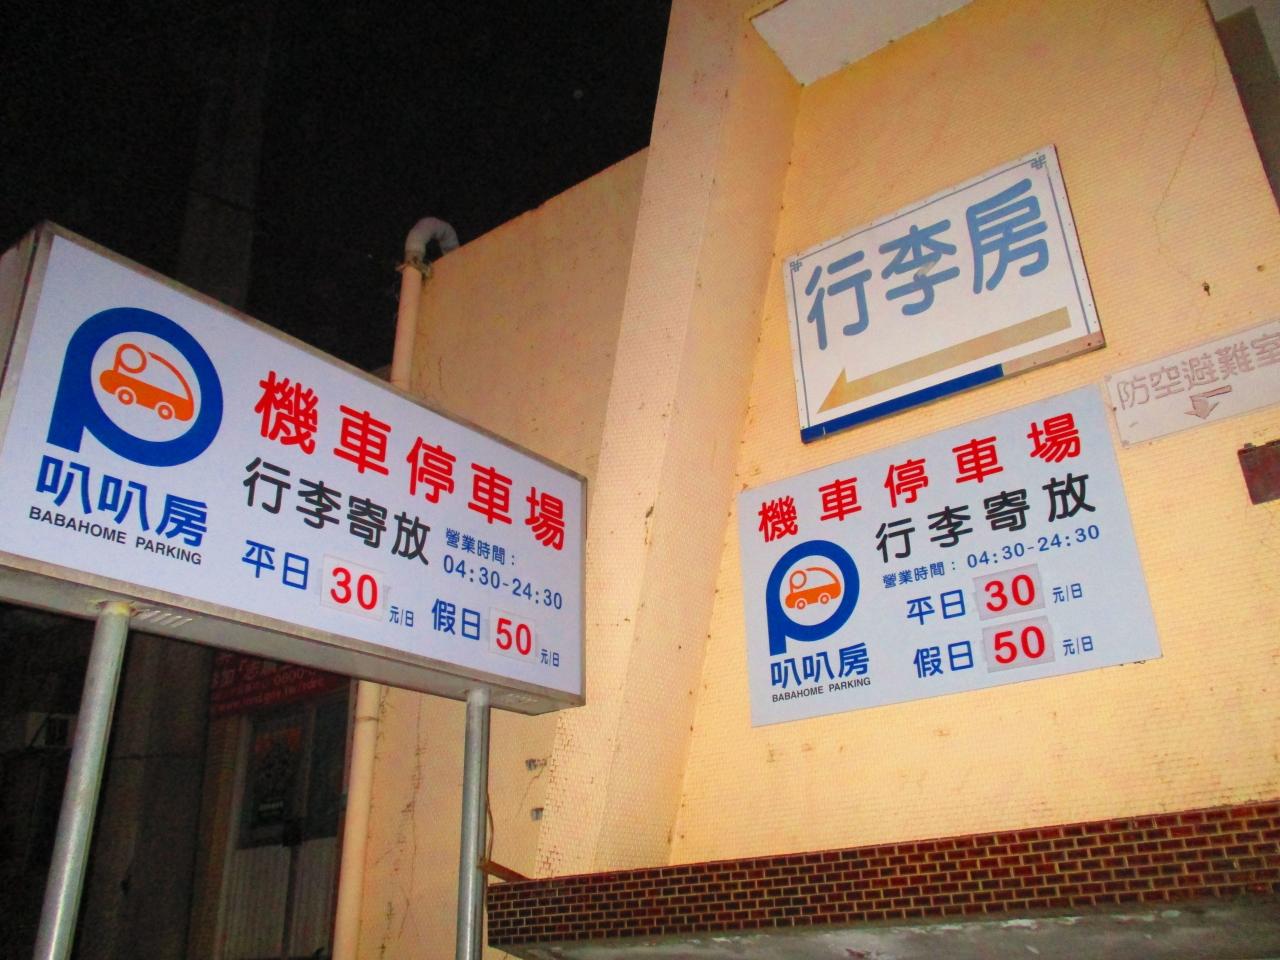 機車停車場
行李寄放
營業時間：
04:30-24:30
平日 30 元/日 假日 50 元/日
叭叭房
BABAHOME PARKING
行李房
防空避難室
機車停車場
行李寄放
營業時間：04:30-24:30
平日 30 元/日
假日 50 元/日
叭叭房
BABAHOME PARKING